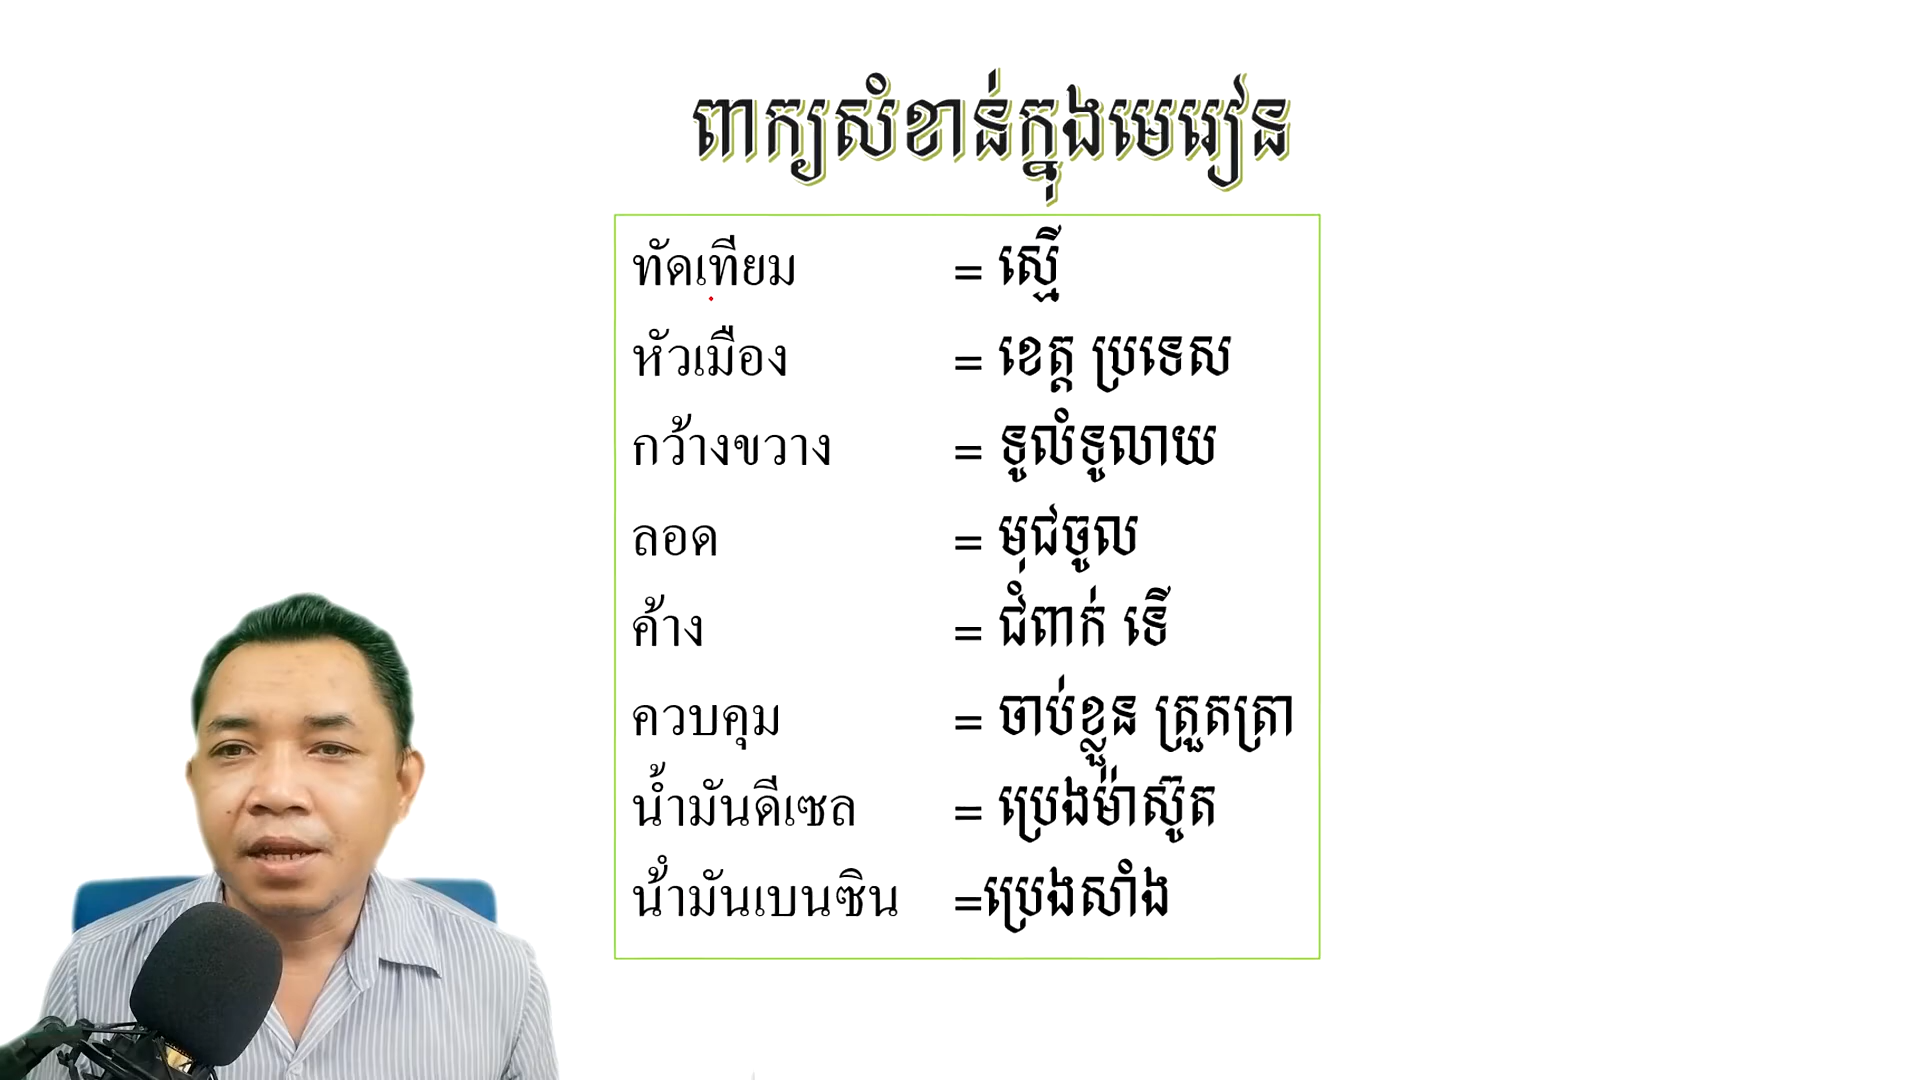 ពាក្យសំខាន់ក្នុងមេរៀន
ทัดเทียม = ស្មើ
หัวเมือง = ខេត្ត ប្រទេស
กว้างขวาง = ទូលំទូលាយ
ลอด = មុជចូល
ค้าง = ជំពាក់ ទើ
ควบคุม = ចាប់ខ្លួន ត្រួតត្រា
น้ำมันดีเซล = ប្រេងម៉ាស៊ូត
น้ำมันเบนซิน =ប្រេងសាំង